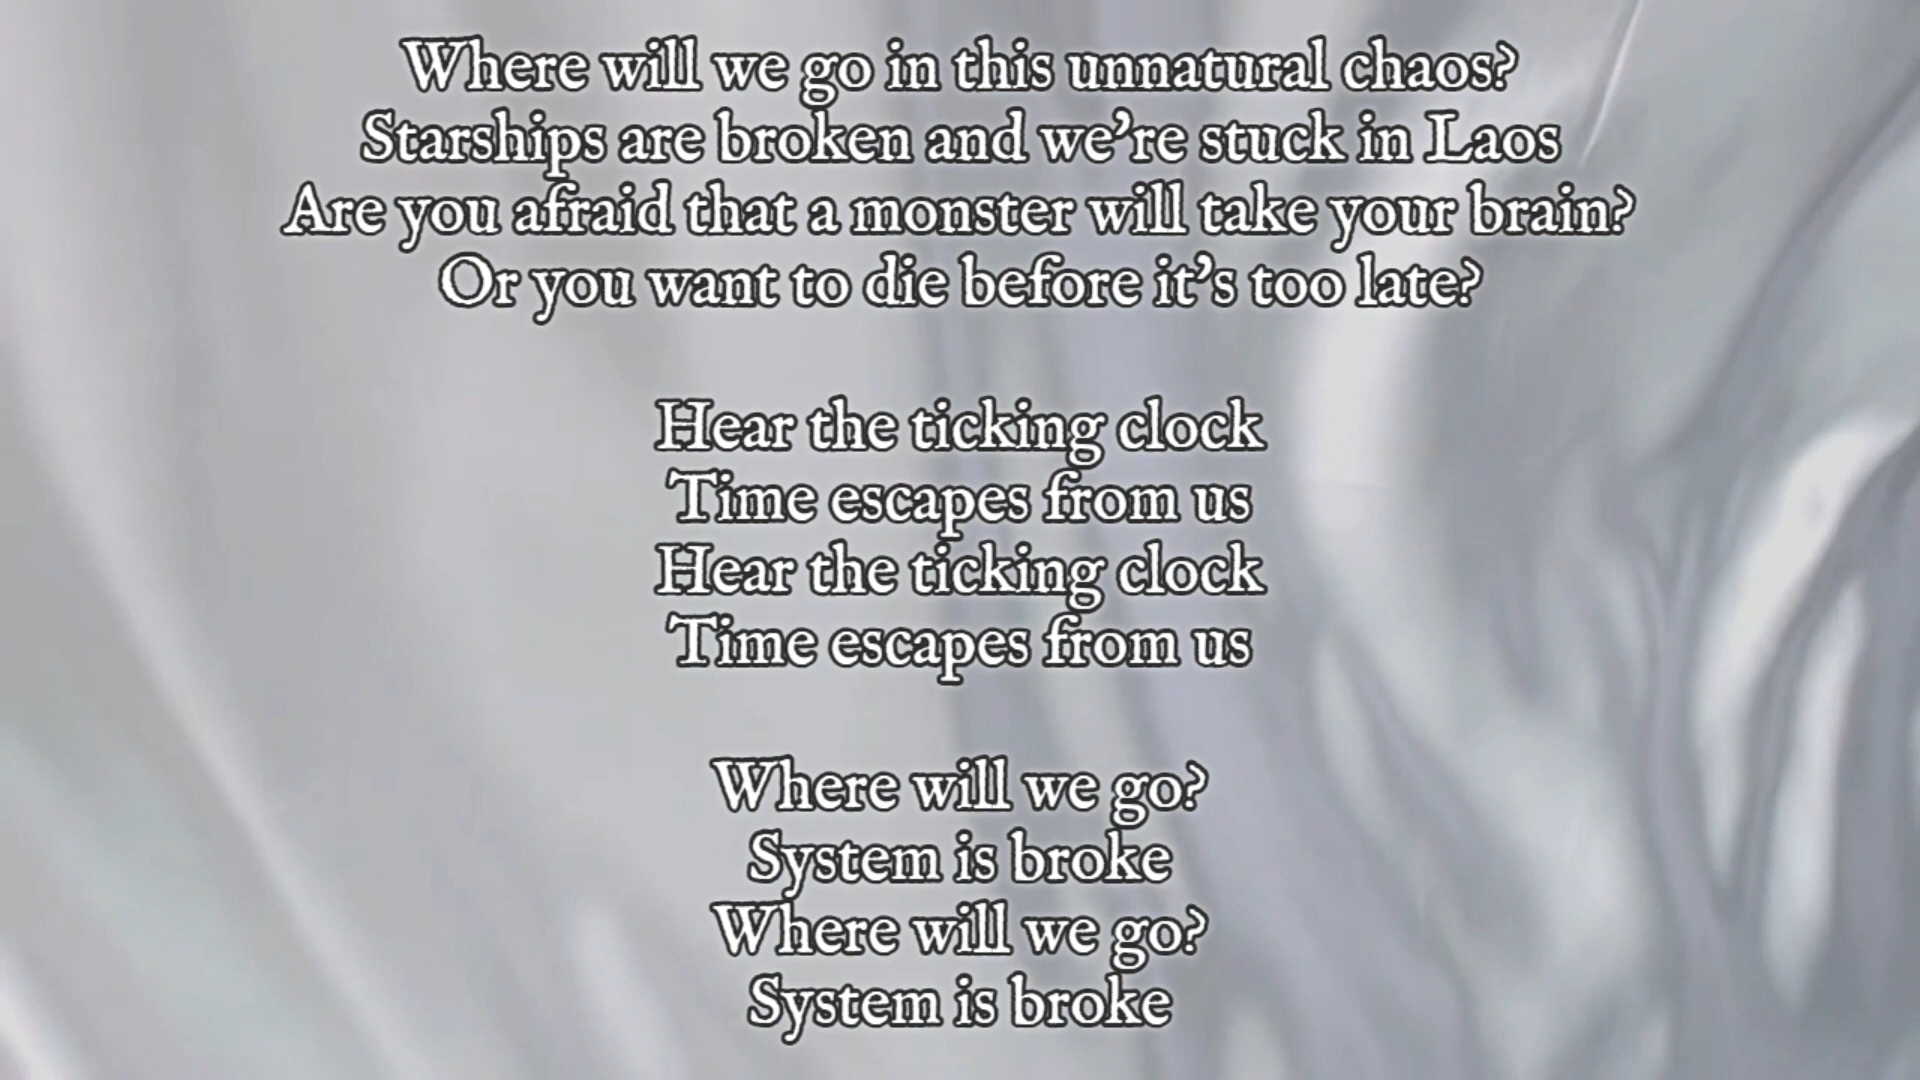 Where will we go in this unnatural chaos?
Starships are broken and we're stuck in Laos
Are you afraid that a monster will take your brain?
Or you want to die before it's too late?
Hear the ticking clock
Time escapes from us
Hear the ticking clock
Time escapes from us
Where will we go?
System is broke
Where will we go?
System is broke